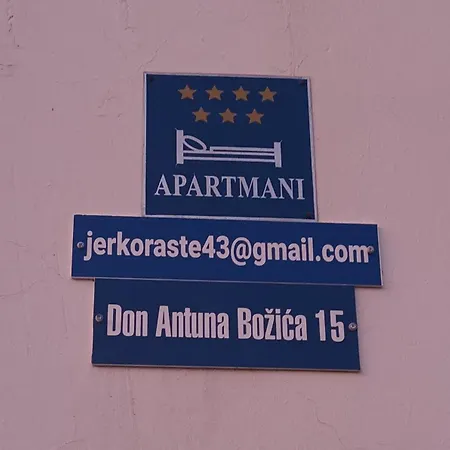 APARTMANI
jerkoraste43@gmail.com
Don Antuna Božića 15